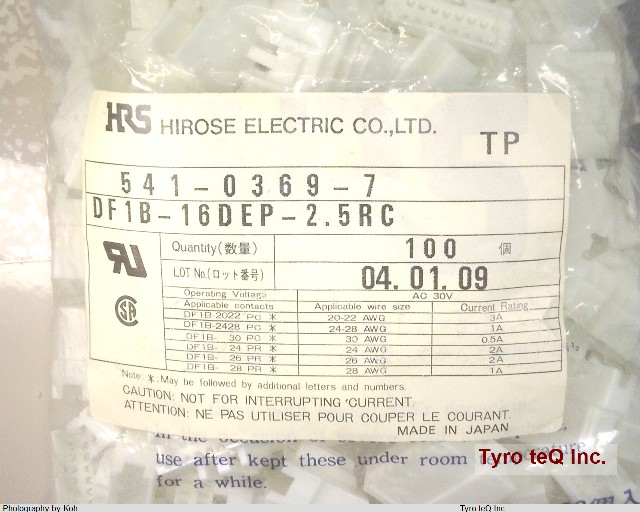 HRS HIROSE ELECTRIC CO.,LTD. TP
541-0369-7
DF1B-16DEP-2.5RC
Quantity (数量) 100 個
LOT No.(ロット番号) 04.01.09
Operating Voltage AC 30V
Applicable contacts Applicable wire size Current Rating
DF1B-2022 PC * 20-22 AWG 3A
DF1B-2428 PC * 24-28 AWG 1A
DF1B- 30 PC * 30 AWG 0.5A
DF1B- 24 PR * 24 AWG 2A
DF1B- 26 PR * 26 AWG 2A
DF1B- 28 PR * 28 AWG 1A
Note: *: May be followed by additional letters and numbers.
CAUTION: NOT FOR INTERRUPTING CURRENT.
ATTENTION: NE PAS UTILISER POUR COUPER LE COURANT.
MADE IN JAPAN
use after kept these under room
for a while.
Tyro teQ Inc.
Photography by Koh Tyro teQ Inc